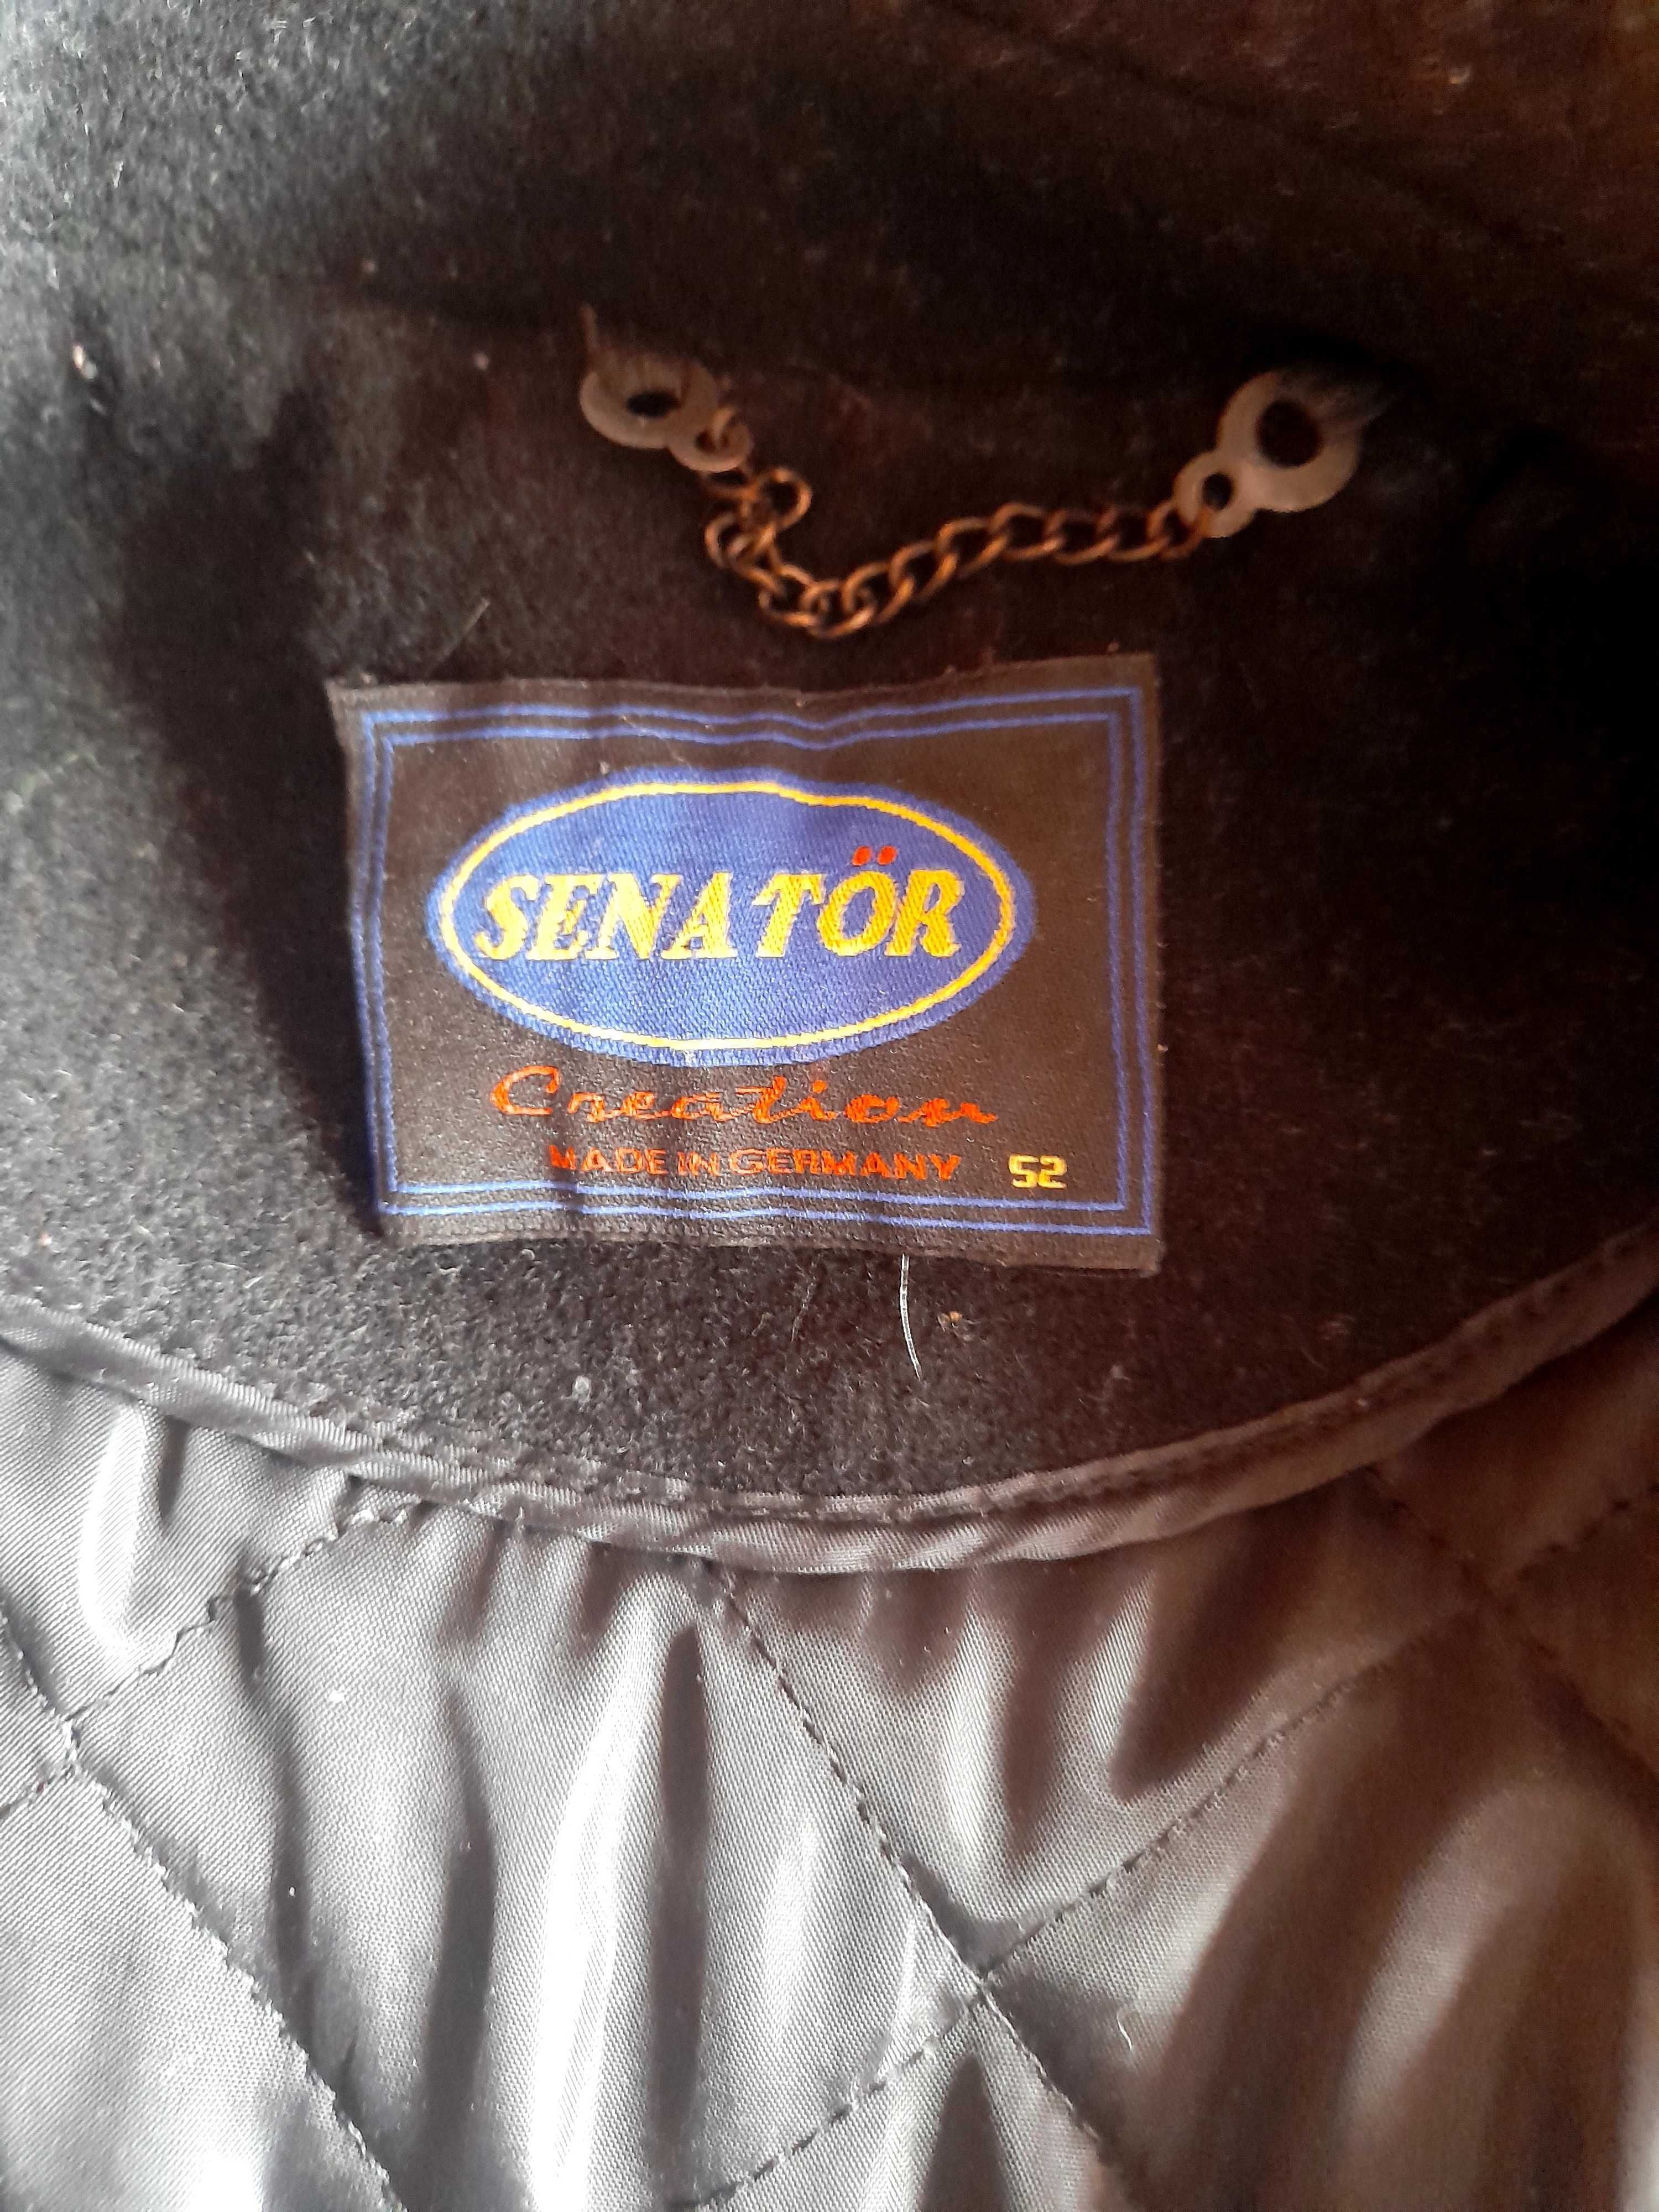 SENATÖR
Creation
MADE IN GERMANY 52